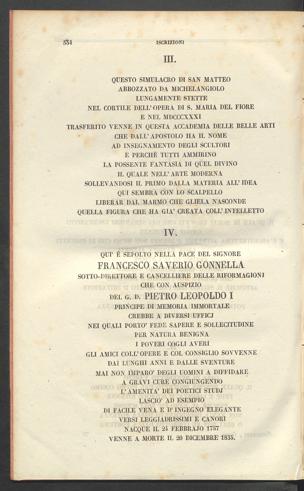 534 ISCRIZIONI
III.
QUESTO SIMULACRO DI SAN MATTEO
ABBOZZATO DA MICHELANGIOLO
LUNGAMENTE STETTE
NEL CORTILE DELL'OPERA DI S. MARIA DEL FIORE
E NEL MDCCCXXXI
TRASFERITO VENNE IN QUESTA ACCADEMIA DELLE BELLE ARTI
CHE DALL'APOSTOLO HA IL NOME
AD INSEGNAMENTO DEGLI SCULTORI
E PERCHÈ TUTTI AMMIRINO
LA POSSENTE FANTASIA DI QUEL DIVINO
IL QUALE NELL'ARTE MODERNA
SOLLEVANDOSI IL PRIMO DALLA MATERIA ALL'IDEA
QUI SEMBRA CON LO SCALPELLO
LIBERAR DAL MARMO CHE GLIELA NASCONDE
QUELLA FIGURA CHE HA GIA' CREATA COLL'INTELLETTO
IV.
QUI' È SEPOLTO NELLA PACE DEL SIGNORE
FRANCESCO SAVERIO GONNELLA
SOTTO-DIRETTORE E CANCELLIERE DELLE RIFORMAGIONI
CHE CON AUSPIZIO
DEL G. D. PIETRO LEOPOLDO I
PRINCIPE DI MEMORIA IMMORTALE
CREBBE A DIVERSI UFFICI
NEI QUALI PORTO' FEDE SAPERE E SOLLECITUDINE
PER NATURA BENIGNA
I POVERI COGLI AVERI
GLI AMICI COLL'OPERE E COL CONSIGLIO SOVVENNE
DAI LUNGHI ANNI E DALLE SVENTURE
MAI NON IMPARO' DEGLI UOMINI A DIFFIDARE
A GRAVI CURE CONGIUNGENDO
L'AMENITA' DEI POETICI STUDJ
LASCIO' AD ESEMPIO
DI FACILE VENA E D'INGEGNO ELEGANTE
VERSI LEGGIADRISSIMI E CANORI
NACQUE IL 25 FEBBRAJO 1757
VENNE A MORTE IL 20 DICEMBRE 1835.